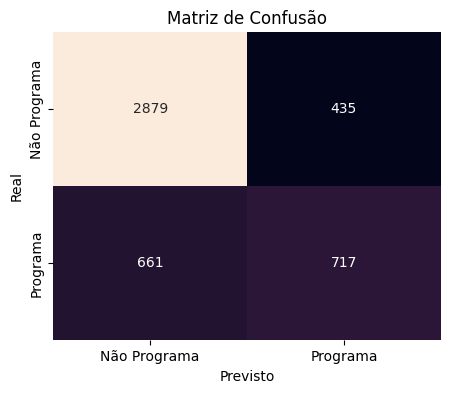 Matriz de Confusão
Real
Não Programa
2879
435
Programa
661
717
Não Programa
Programa
Previsto